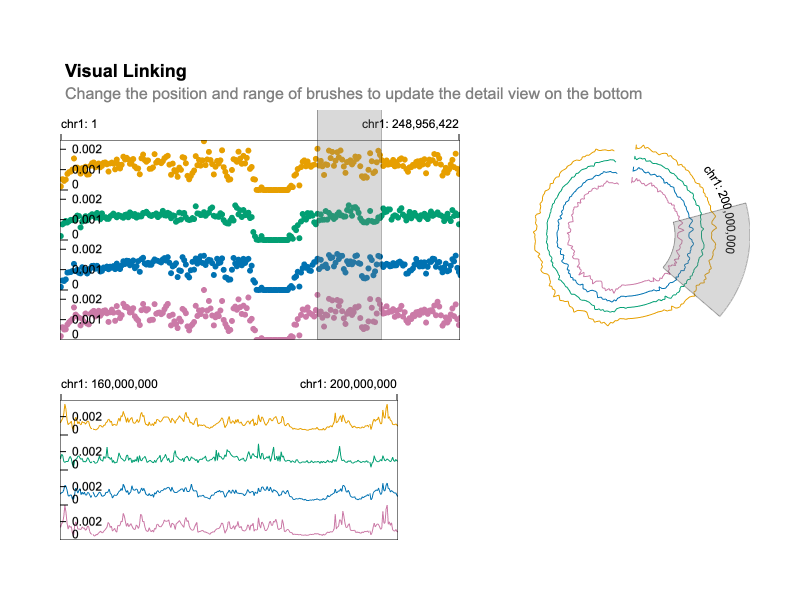 Visual Linking
Change the position and range of brushes to update the detail view on the bottom
chr1: 1
chr1: 248,956,422
0.002
0.001
0
0.002
0.001
0
0.002
0.001
0
0.002
0.001
0
chr1: 200,000,000
chr1: 160,000,000
chr1: 200,000,000
0.002
0
0.002
0
0.002
0
0.002
0